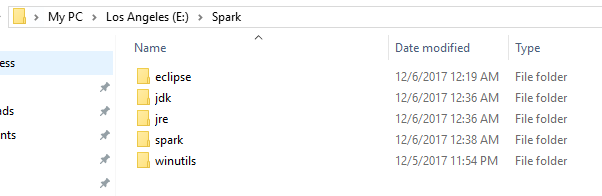 My PC > Los Angeles (E:) > Spark
Name Date modified Type
ess
eclipse 12/6/2017 12:19 AM File folder
jdk 12/6/2017 12:36 AM File folder
nds
jre 12/6/2017 12:36 AM File folder
ents
spark 12/6/2017 12:38 AM File folder
winutils 12/5/2017 11:54 PM File folder